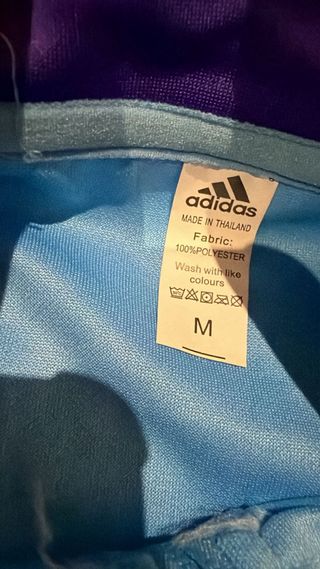 adidas
MADE IN THAILAND
Fabric:
100%POLYESTER
Wash with like
colours
M